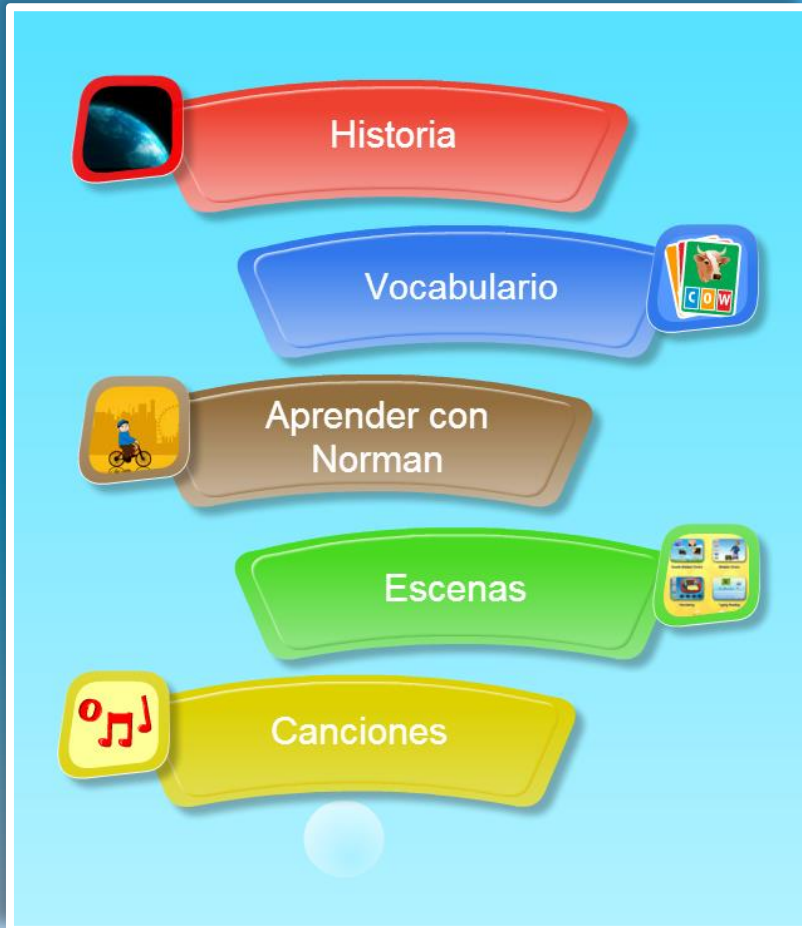 Historia
Vocabulario
COW
Aprender con
Norman
Escenas
Canciones